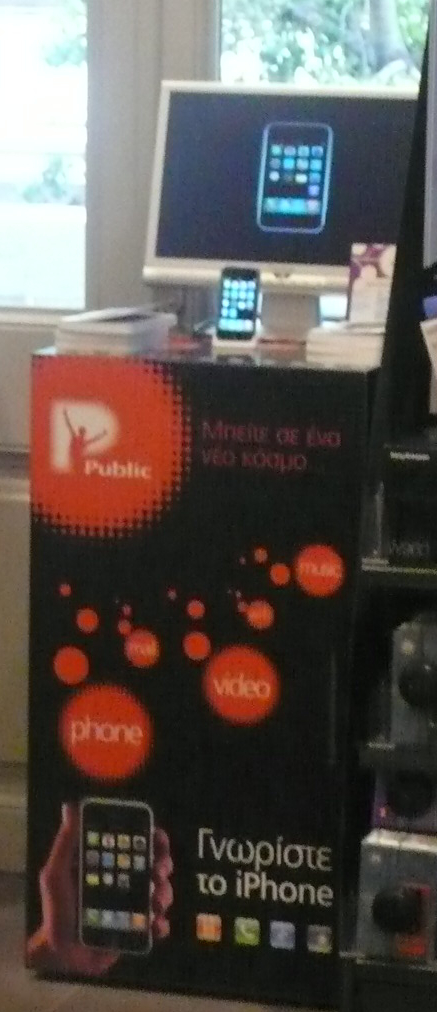 Public
Μπείτε σε ένα
νέο κόσμο...
music
mail
video
phone
Γνωρίστε
το iPhone